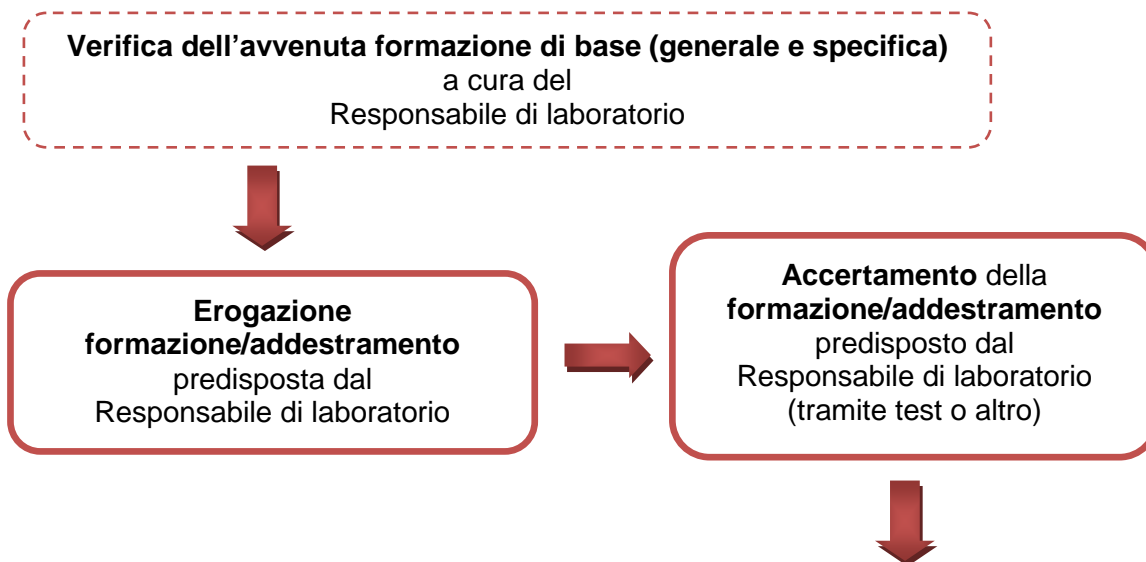 Verifica dell’avvenuta formazione di base (generale e specifica)
a cura del
Responsabile di laboratorio
Erogazione
formazione/addestramento
predisposta dal
Responsabile di laboratorio
Accertamento della
formazione/addestramento
predisposto dal
Responsabile di laboratorio
(tramite test o altro)